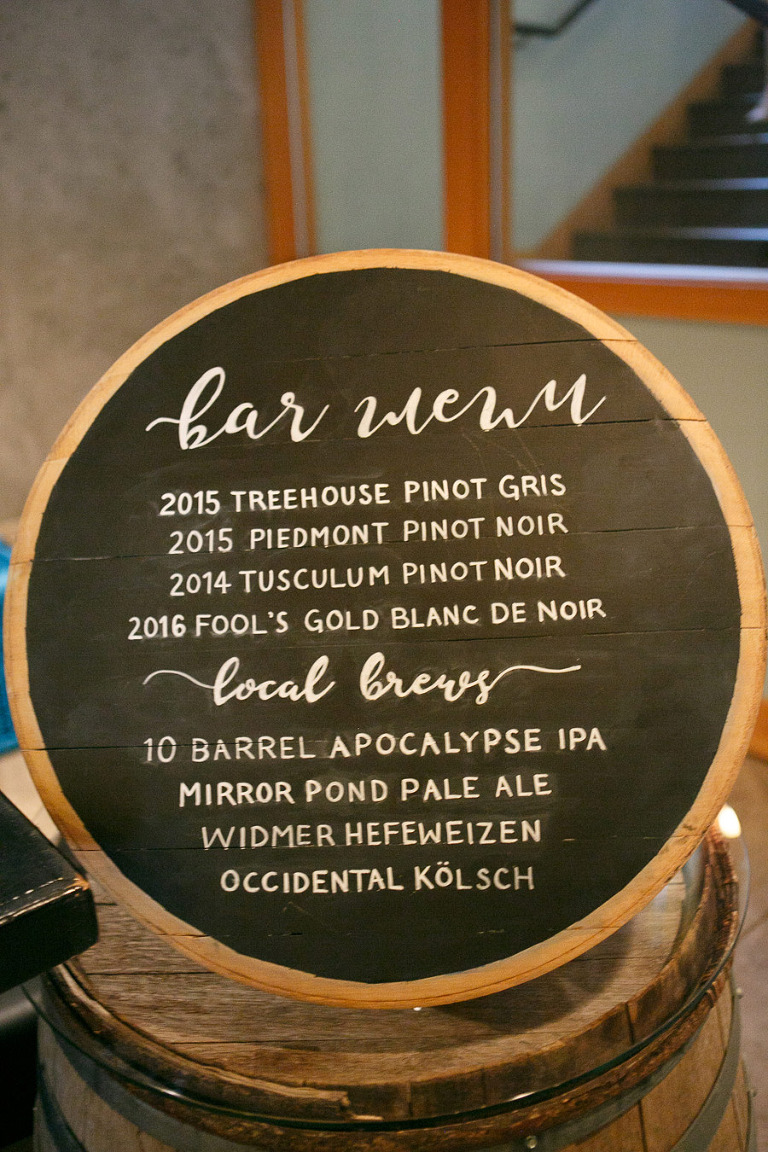 bar menu
2015 TREEHOUSE PINOT GRIS
2015 PIEDMONT PINOT NOIR
2014 TUSCULUM PINOT NOIR
2016 FOOL'S GOLD BLANC DE NOIR
local brews
10 BARREL APOCALYPSE IPA
MIRROR POND PALE ALE
WIDMER HEFEWEIZEN
OCCIDENTAL KÖLSCH